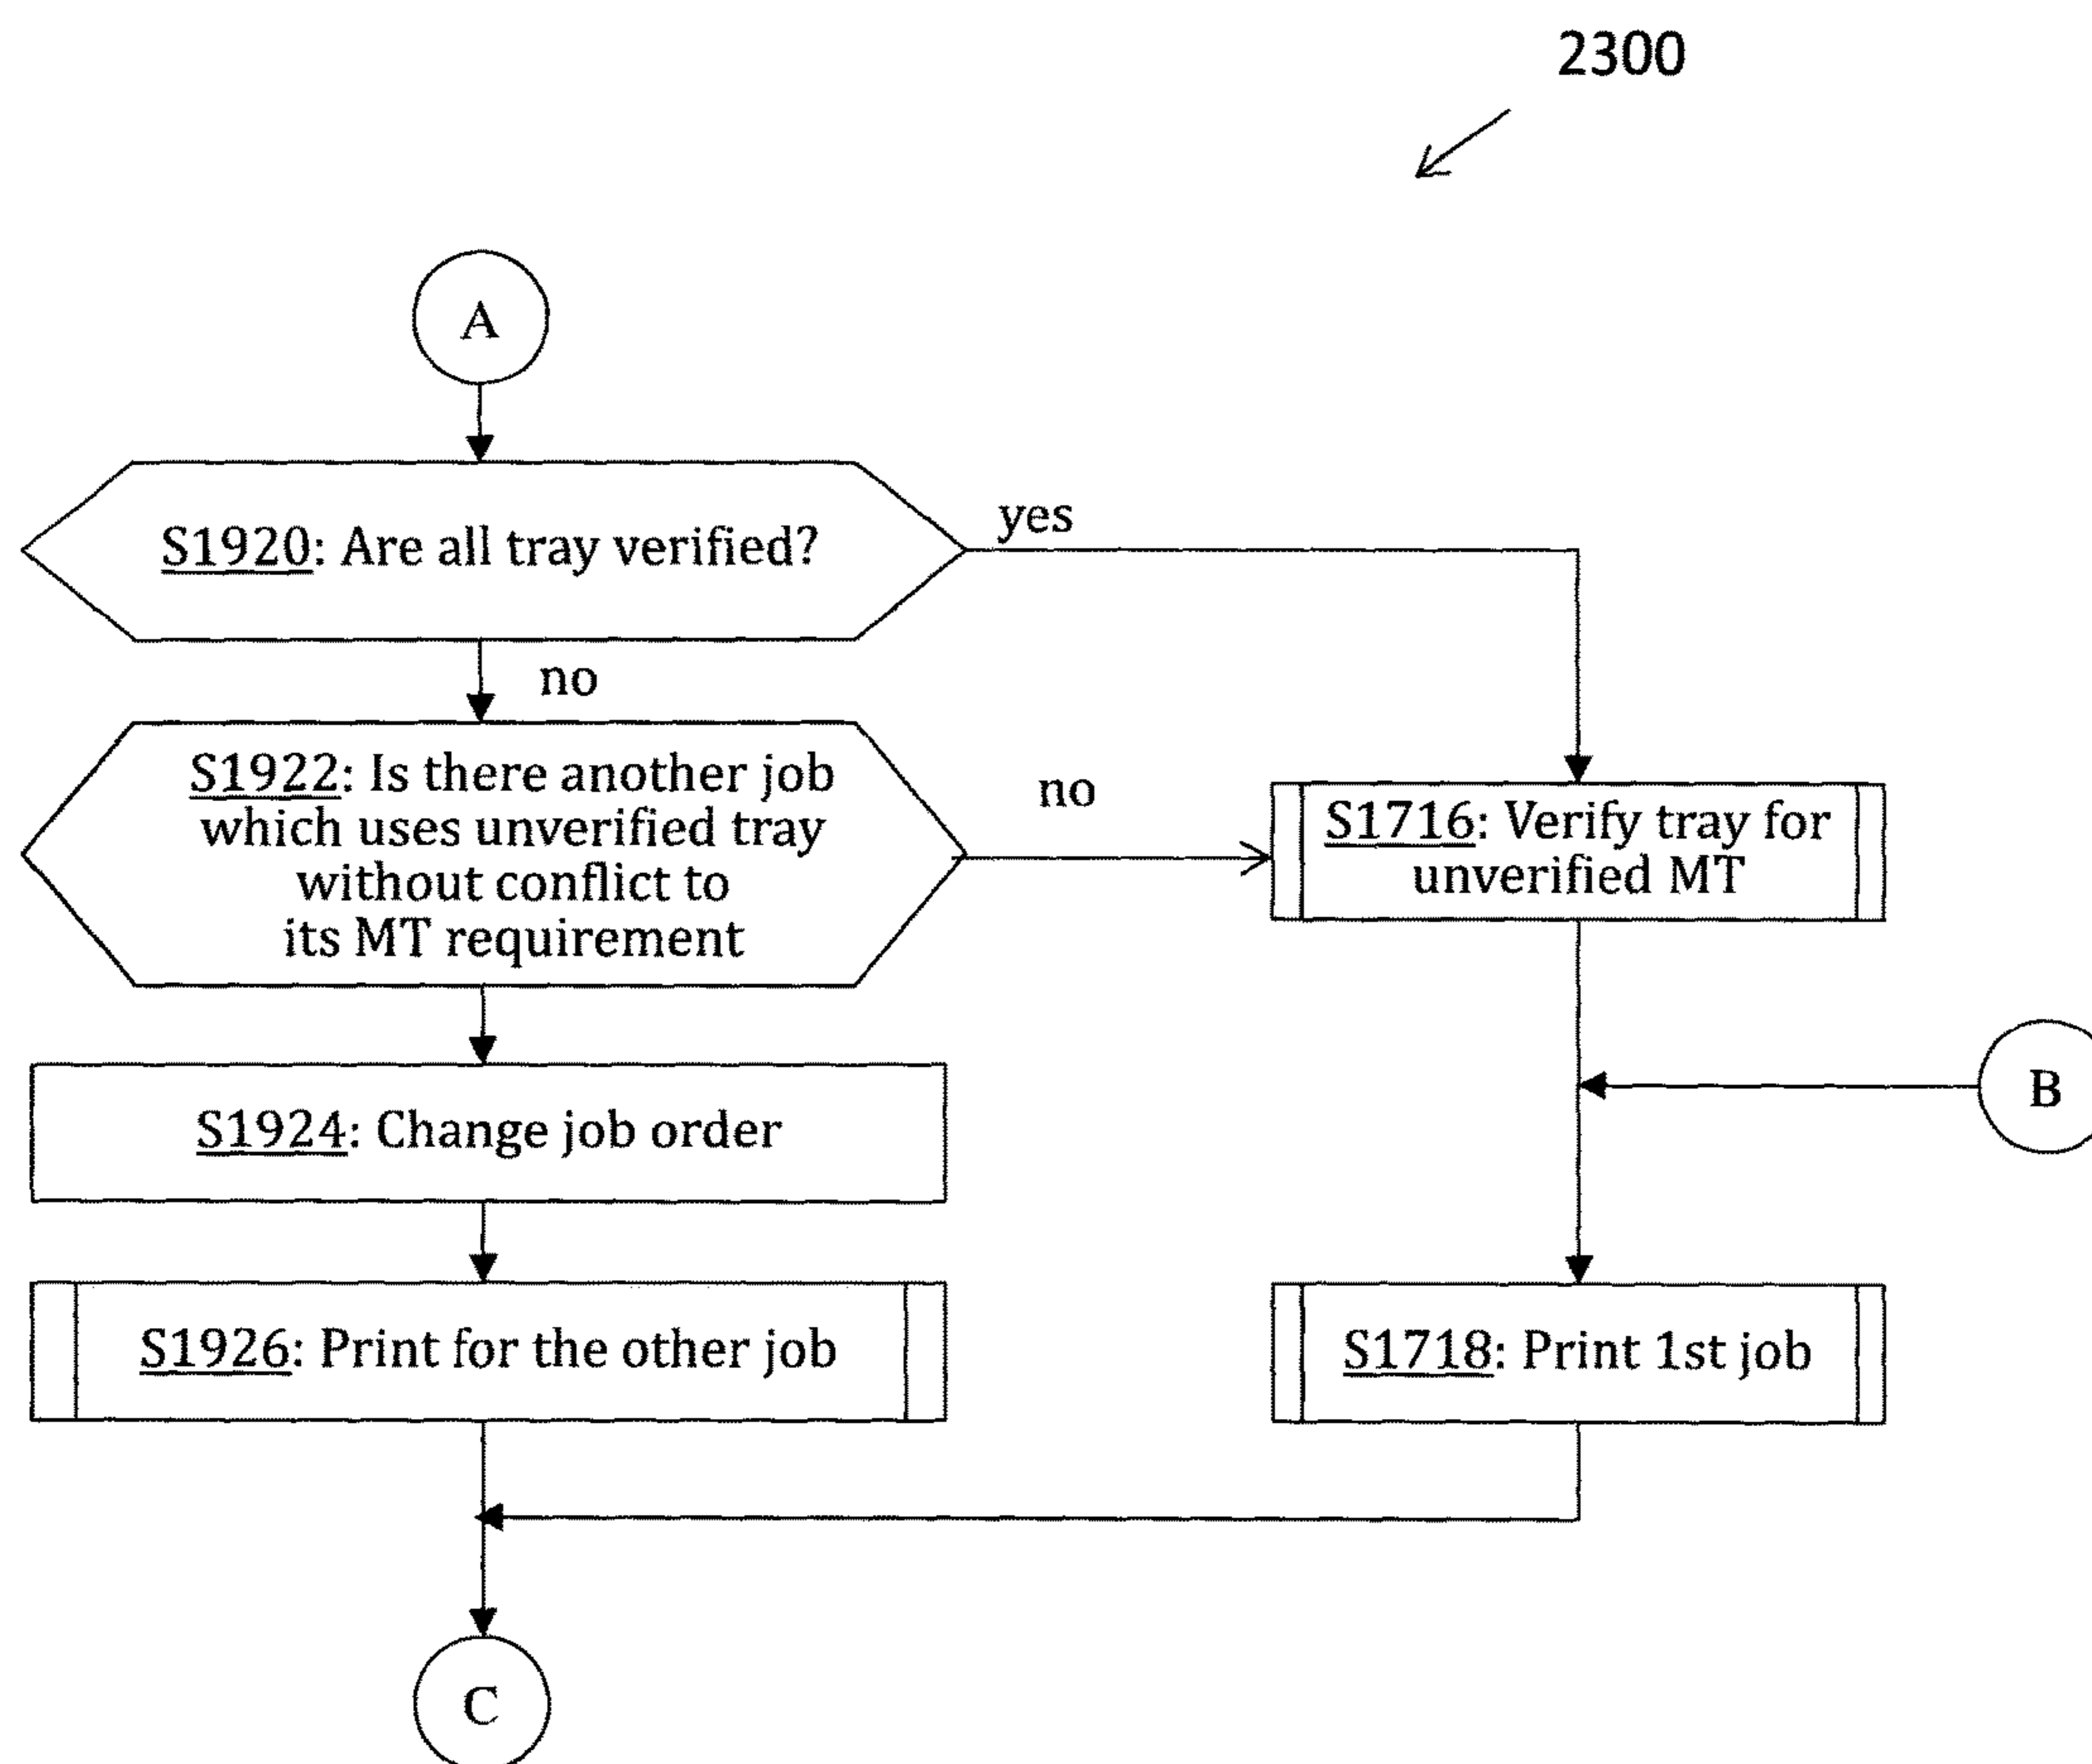 2300
A
S1920: Are all tray verified?
yes
no
S1922: Is there another job
which uses unverified tray
without conflict to
its MT requirement
no
S1716: Verify tray for
unverified MT
B
S1924: Change job order
S1926: Print for the other job
S1718: Print 1st job
C